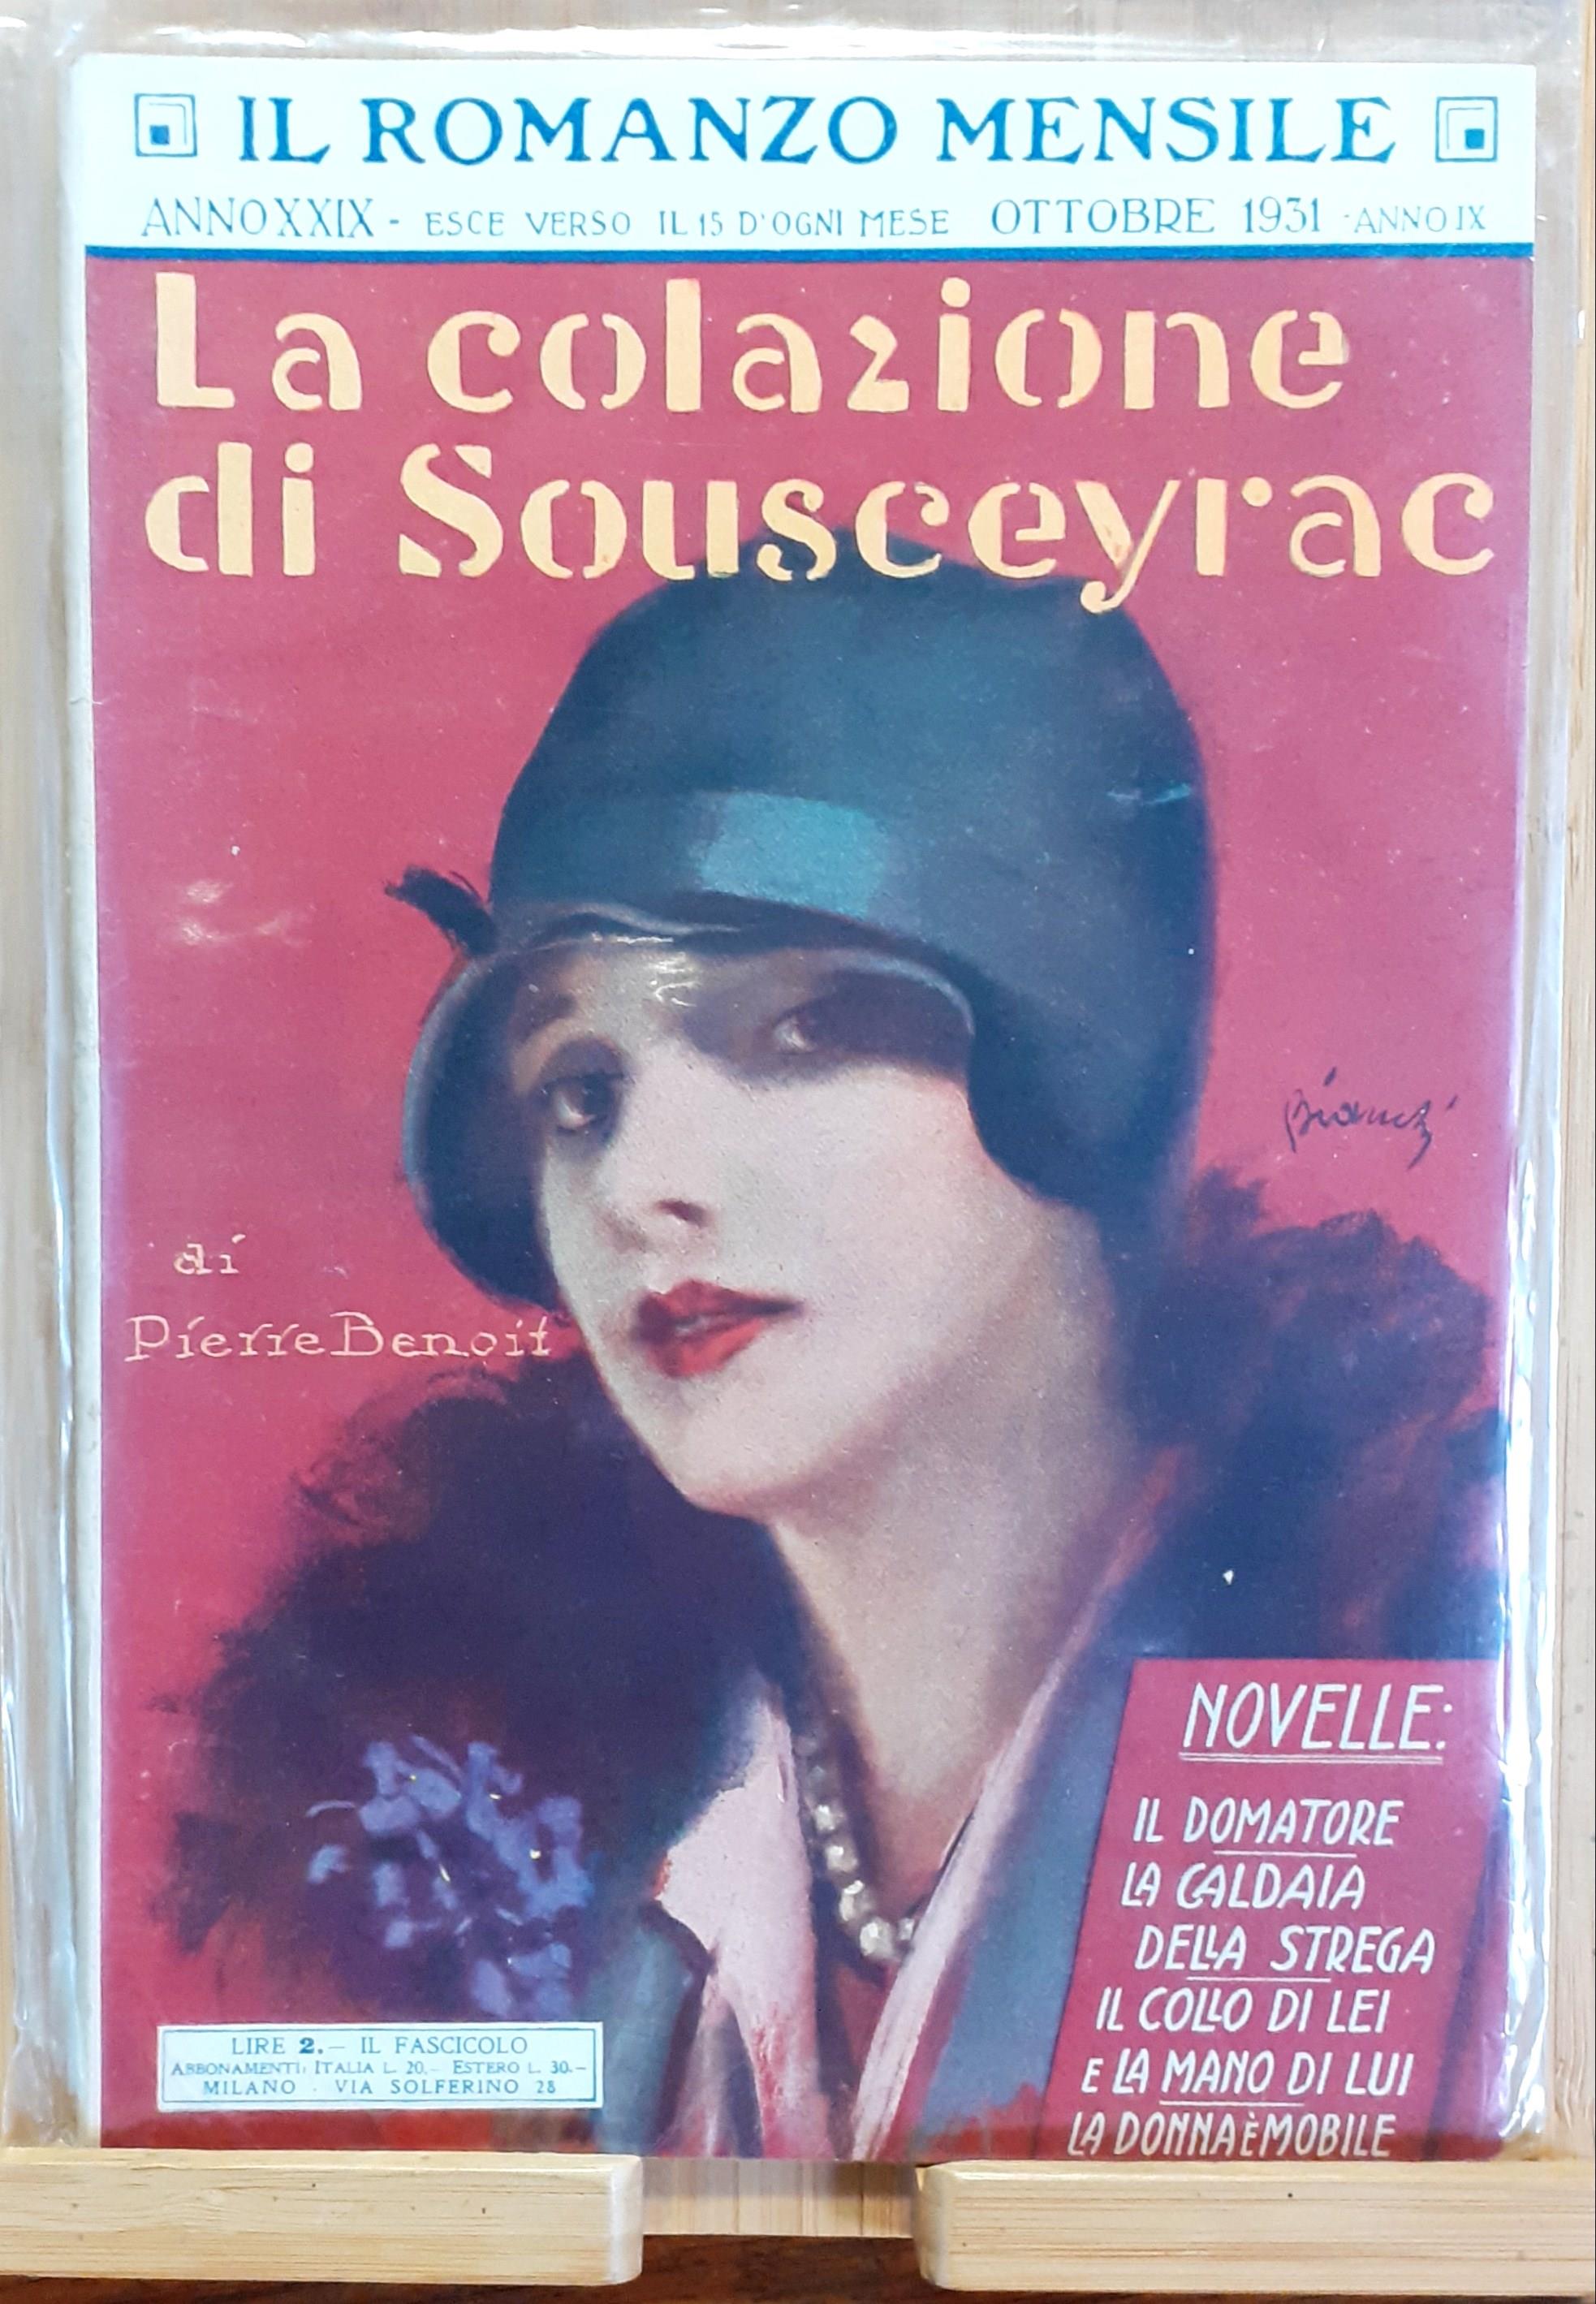 IL ROMANZO MENSILE
ANNO XXIX - ESCE VERSO IL 15 D'OGNI MESE OTTOBRE 1931 - ANNO IX
La colazione
di Sousceyrac
Bianchi
di
Pierre Benoit
NOVELLE:
IL DOMATORE
LA CALDAIA
DELLA STREGA
IL COLLO DI LEI
E LA MANO DI LUI
LA DONNA È MOBILE
LIRE 2.— IL FASCICOLO
ABBONAMENTI: ITALIA L. 20.- ESTERO L. 30.—
MILANO · VIA SOLFERINO 28